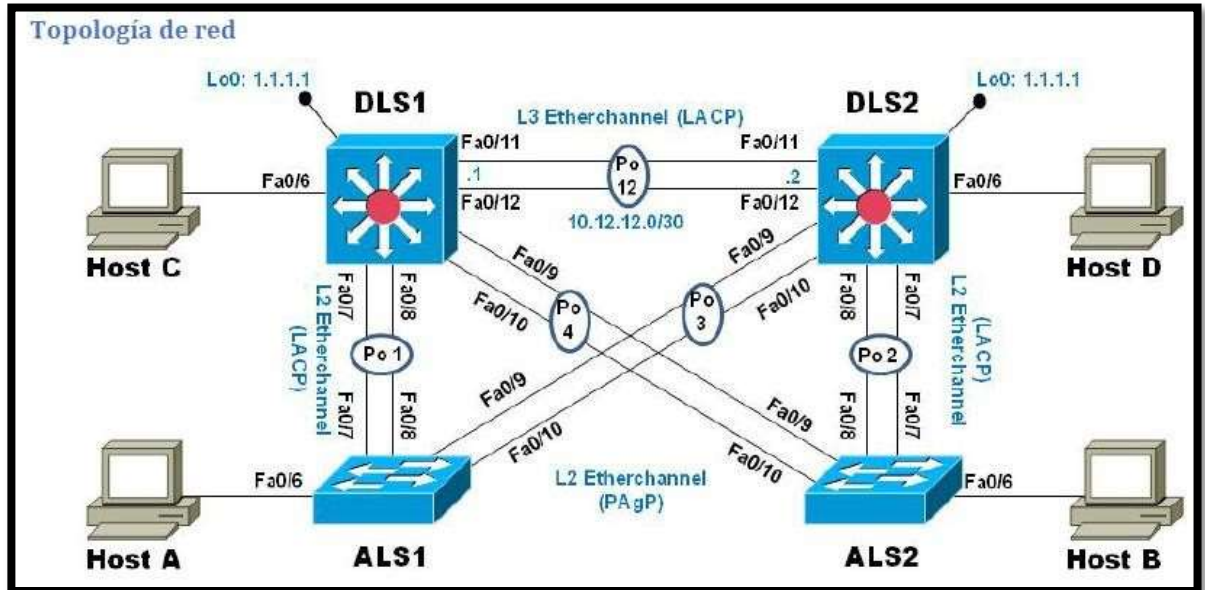 Topología de red
Lo0: 1.1.1.1
Lo0: 1.1.1.1
DLS1
DLS2
L3 Etherchannel (LACP)
Fa0/11
Fa0/11
Po
12
.1
.2
Fa0/6
Fa0/6
Fa0/12
Fa0/12
10.12.12.0/30
Host C
Host D
Fa0/9
Fa0/9
Fa0/10
Fa0/10
Fa0/7
Fa0/8
Fa0/8
Fa0/7
Po
4
Po
3
L2 Etherchannel
(LACP)
Po 1
Po 2
L2 Etherchannel
(LACP)
Fa0/7
Fa0/8
Fa0/9
Fa0/10
Fa0/9
Fa0/10
Fa0/8
Fa0/7
L2 Etherchannel
(PAgP)
Fa0/6
Fa0/6
Host A
ALS1
ALS2
Host B